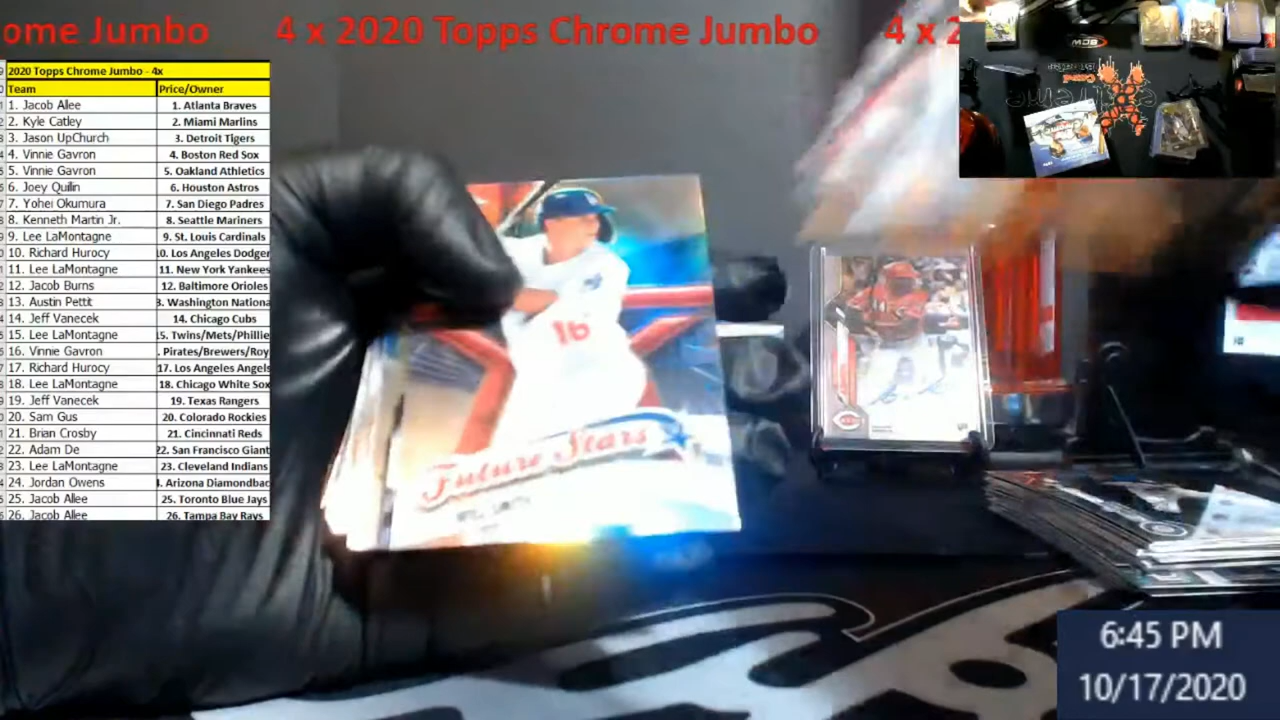 ome Jumbo 4 x 2020 Topps Chrome Jumbo 4 x 2
2020 Topps Chrome Jumbo - 4x
Team Price/Owner
1. Jacob Allee 1. Atlanta Braves
2. Kyle Catley 2. Miami Marlins
3. Jason UpChurch 3. Detroit Tigers
4. Vinnie Gavron 4. Boston Red Sox
5. Vinnie Gavron 5. Oakland Athletics
6. Joey Quilin 6. Houston Astros
7. Yohei Okumura 7. San Diego Padres
8. Kenneth Martin Jr. 8. Seattle Mariners
9. Lee LaMontagne 9. St. Louis Cardinals
10. Richard Hurocy 10. Los Angeles Dodger
11. Lee LaMontagne 11. New York Yankees
12. Jacob Burns 12. Baltimore Orioles
13. Austin Pettit 3. Washington Nationa
14. Jeff Vanecek 14. Chicago Cubs
15. Lee LaMontagne 15. Twins/Mets/Phillie
16. Vinnie Gavron . Pirates/Brewers/Roy
17. Richard Hurocy 17. Los Angeles Angels
18. Lee LaMontagne 18. Chicago White Sox
19. Jeff Vanecek 19. Texas Rangers
20. Sam Gus 20. Colorado Rockies
21. Brian Crosby 21. Cincinnati Reds
22. Adam De 22. San Francisco Giant
23. Lee LaMontagne 23. Cleveland Indians
24. Jordan Owens . Arizona Diamondbac
25. Jacob Allee 25. Toronto Blue Jays
26. Jacob Allee 26. Tampa Bay Rays
16
Future Stars
6:45 PM
10/17/2020